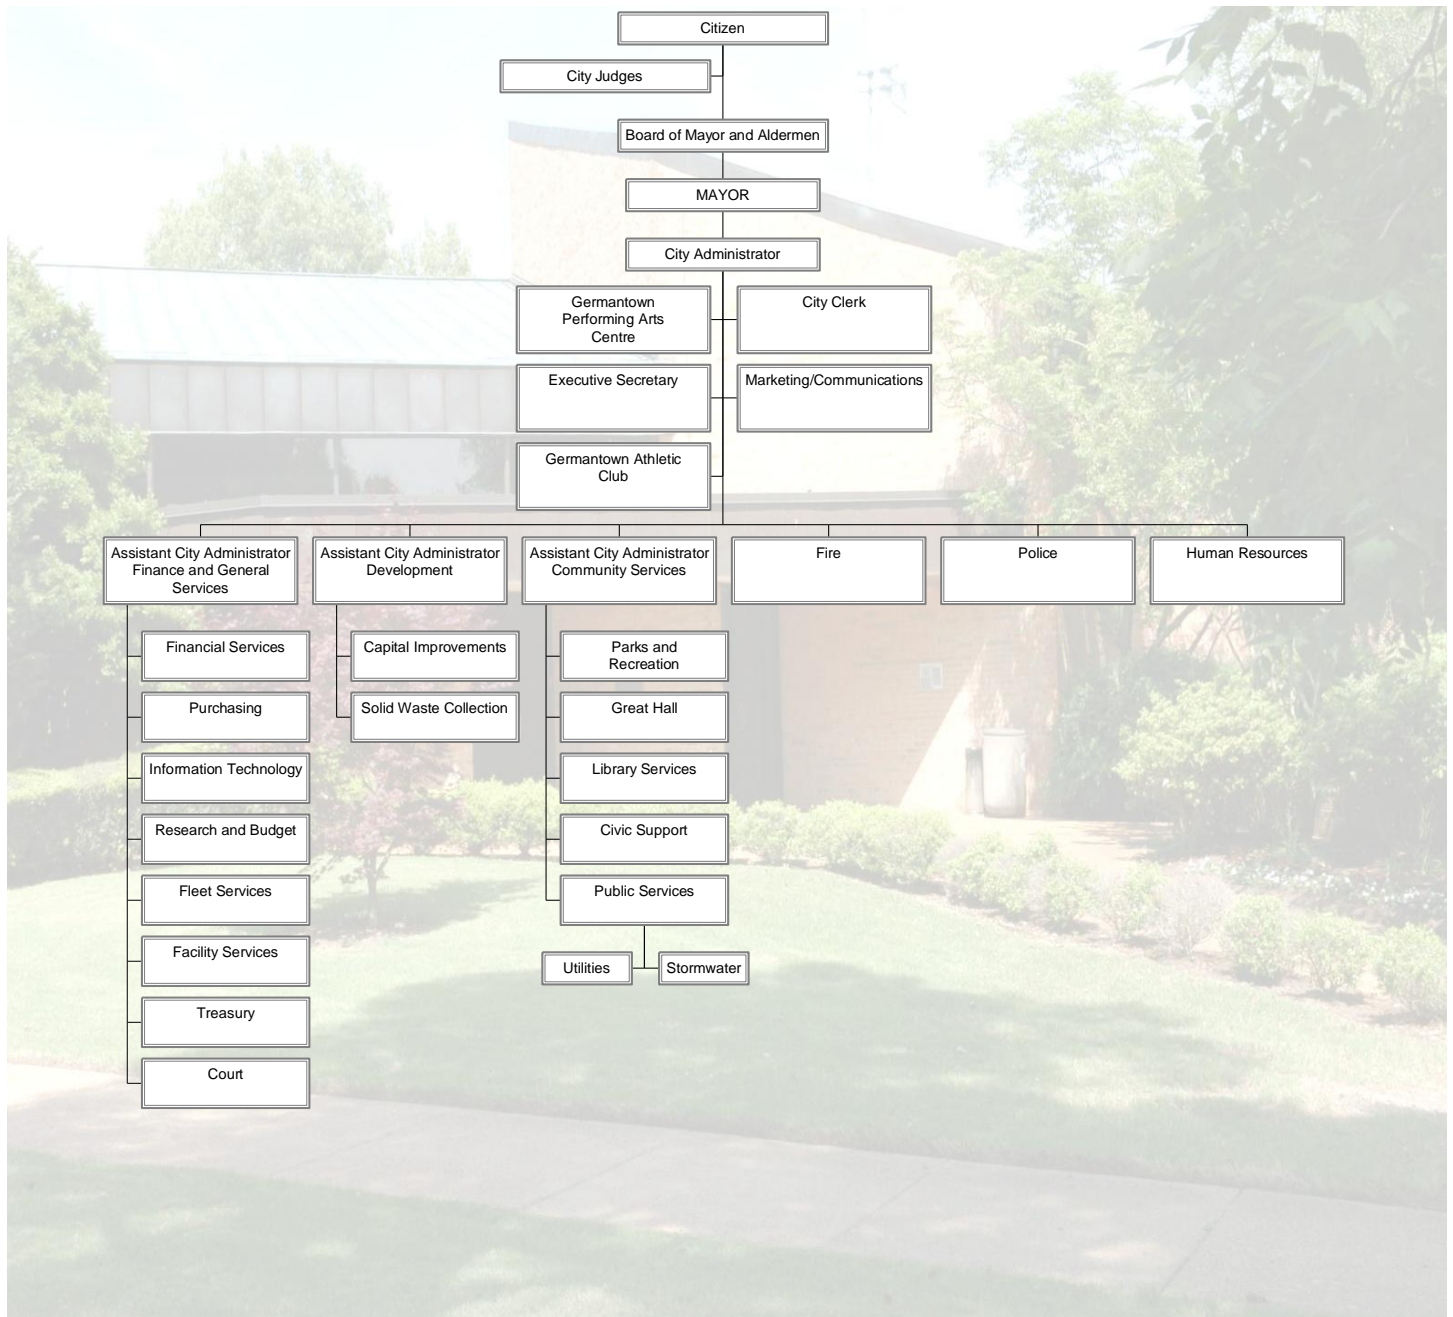 Citizen
City Judges
Board of Mayor and Aldermen
MAYOR
City Administrator
Germantown
Performing Arts
Centre
City Clerk
Executive Secretary
Marketing/Communications
Germantown Athletic
Club
Assistant City Administrator
Finance and General
Services
Assistant City Administrator
Development
Assistant City Administrator
Community Services
Fire
Police
Human Resources
Financial Services
Purchasing
Information Technology
Research and Budget
Fleet Services
Facility Services
Treasury
Court
Capital Improvements
Solid Waste Collection
Parks and
Recreation
Great Hall
Library Services
Civic Support
Public Services
Utilities
Stormwater